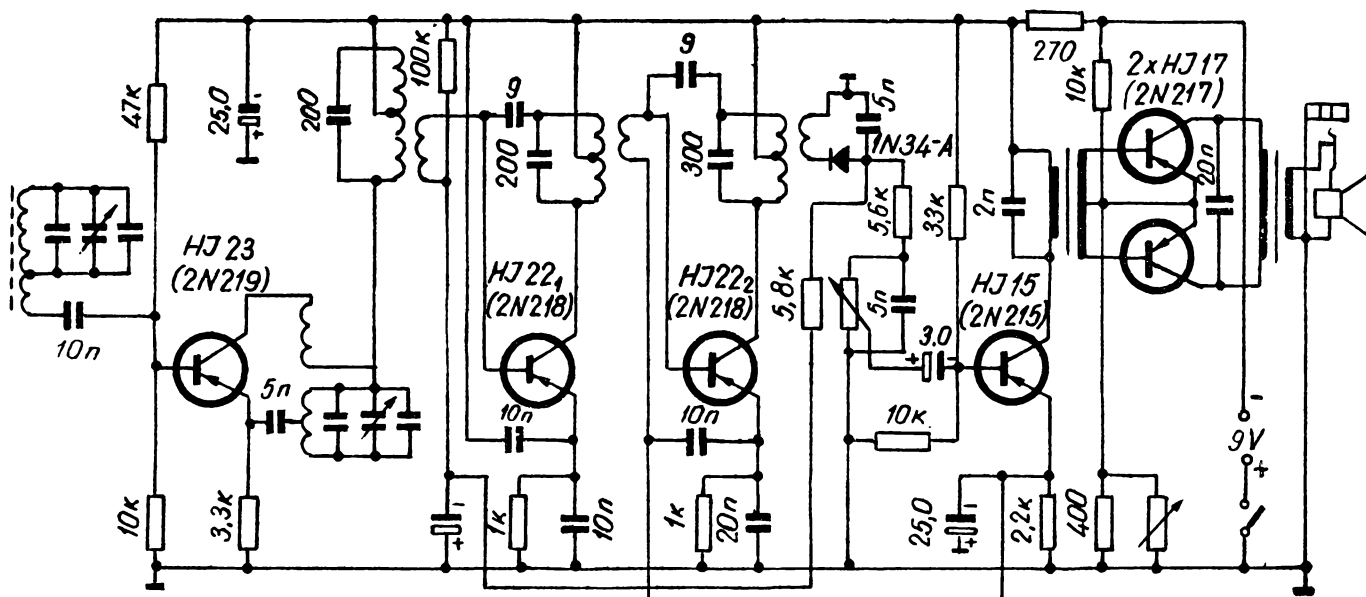 47к
25,0
-
+
200
100к
9
200
9
300
5п
1N34-A
5,6к
33к
2п
270
10к
2xHJ17
(2N217)
20п
10п
HJ23
(2N219)
5п
HJ22₁
(2N218)
HJ22₂
(2N218)
5,8к
5п
3.0
+
-
HJ15
(2N215)
10п
10п
10к
-
9V
+
10к
3,3к
-
+
1к
10п
1к
20п
25,0
-
+
2,2к
400